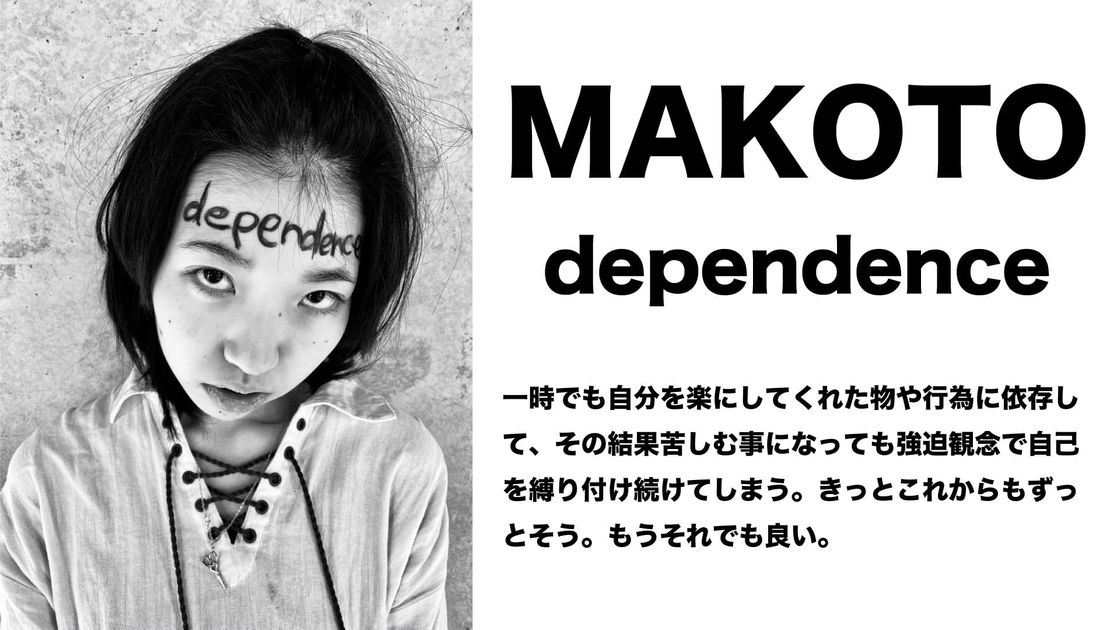 dependence
MAKOTO
dependence
一時でも自分を楽にしてくれた物や行為に依存し
て、その結果苦しむ事になっても強迫観念で自己
を縛り付け続けてしまう。きっとこれからもずっ
とそう。もうそれでも良い。